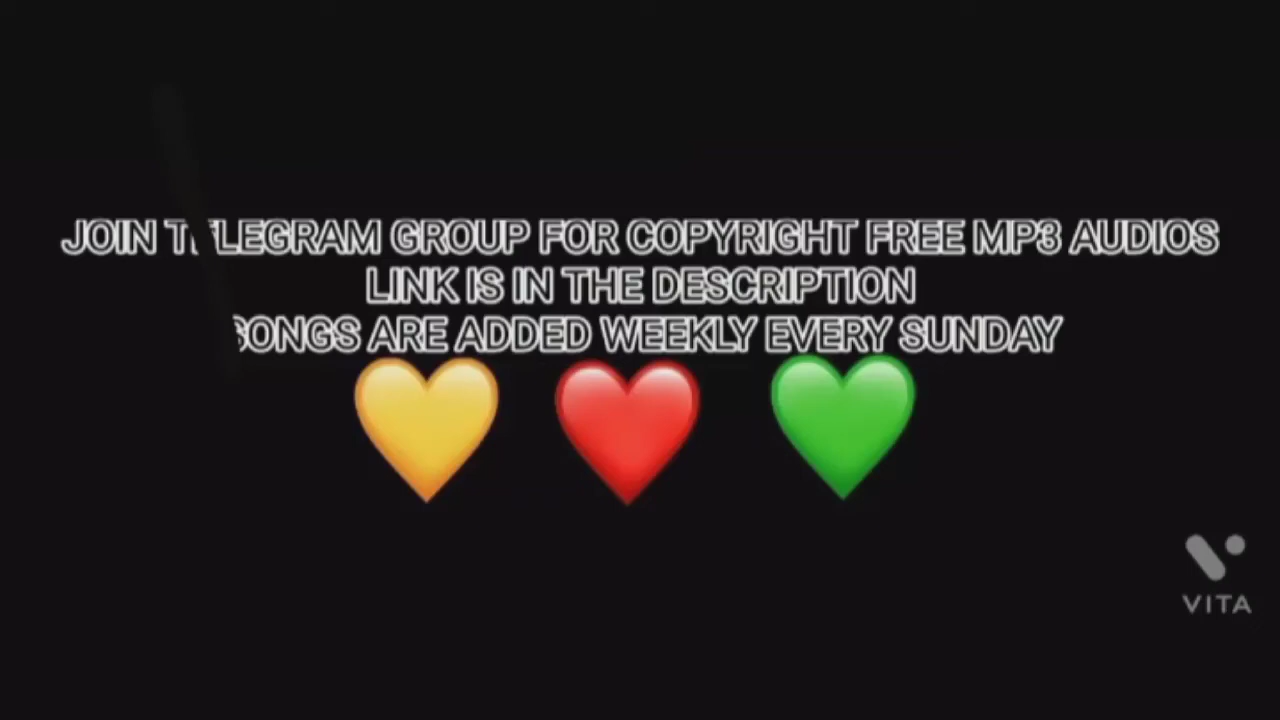 JOIN TELEGRAM GROUP FOR COPYRIGHT FREE MP3 AUDIOS
LINK IS IN THE DESCRIPTION
SONGS ARE ADDED WEEKLY EVERY SUNDAY
VITA